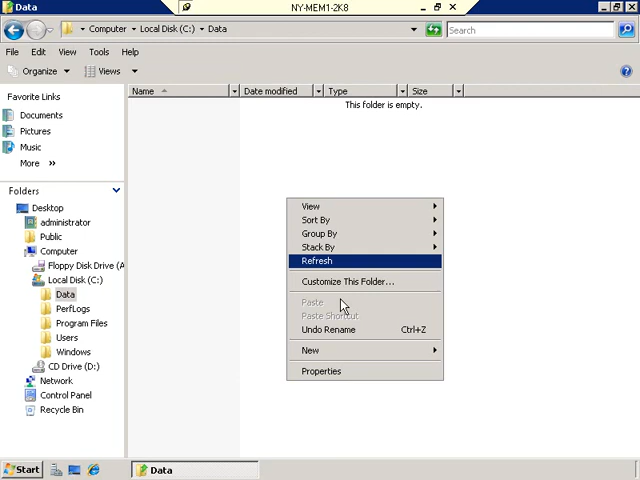 Data
NY-MEM1-2K8
Computer Local Disk (C:) Data
Search
File Edit View Tools Help
Organize Views
Favorite Links
Documents
Pictures
Music
More »
Folders
Desktop
administrator
Public
Computer
Floppy Disk Drive (A
Local Disk (C:)
Data
PerfLogs
Program Files
Users
Windows
CD Drive (D:)
Network
Control Panel
Recycle Bin
Name Date modified Type Size
This folder is empty.
View
Sort By
Group By
Stack By
Refresh
Customize This Folder...
Paste
Paste Shortcut
Undo Rename Ctrl+Z
New
Properties
Start Data